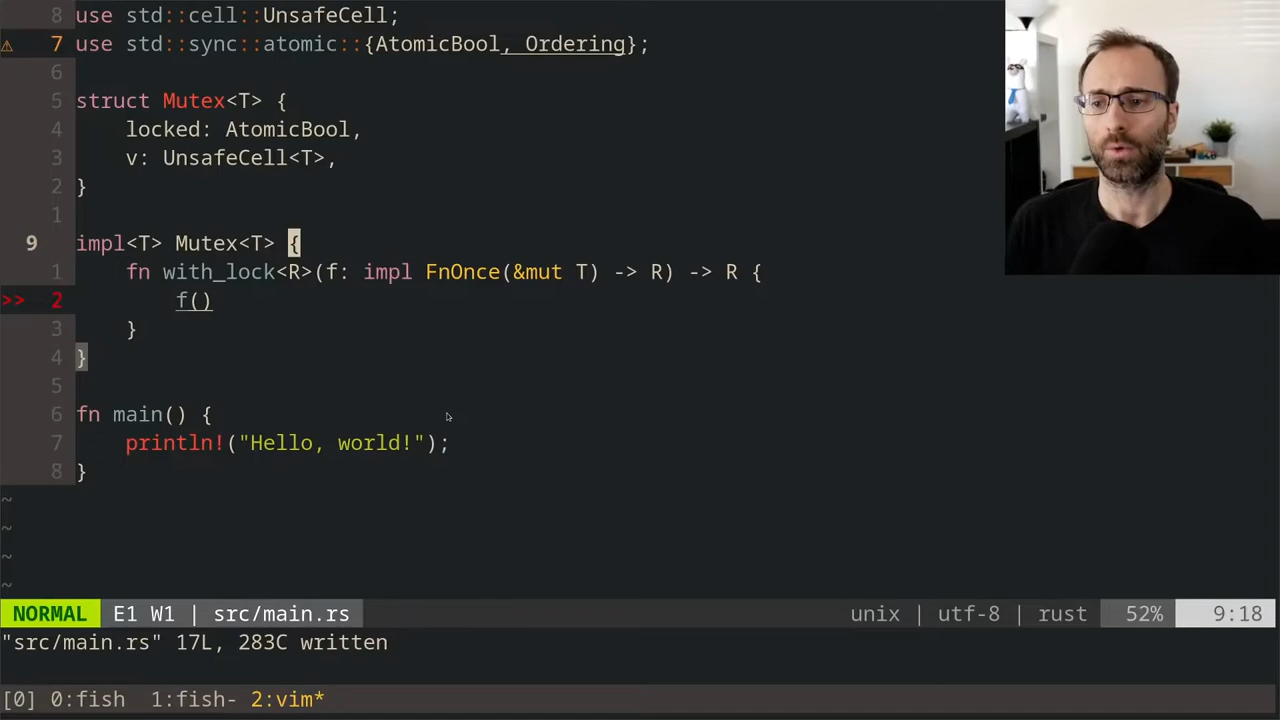 8 use std::cell::UnsafeCell;
⚠ 7 use std::sync::atomic::{AtomicBool, Ordering};
6
5 struct Mutex<T> {
4     locked: AtomicBool,
3     v: UnsafeCell<T>,
2 }
1
9 impl<T> Mutex<T> {
1     fn with_lock<R>(f: impl FnOnce(&mut T) -> R) -> R {
>> 2         f()
3     }
4 }
5
6 fn main() {
7     println!("Hello, world!");
8 }
~
~
~
~
NORMAL E1 W1 | src/main.rs unix | utf-8 | rust 52% 9:18
"src/main.rs" 17L, 283C written
[0] 0:fish 1:fish- 2:vim*